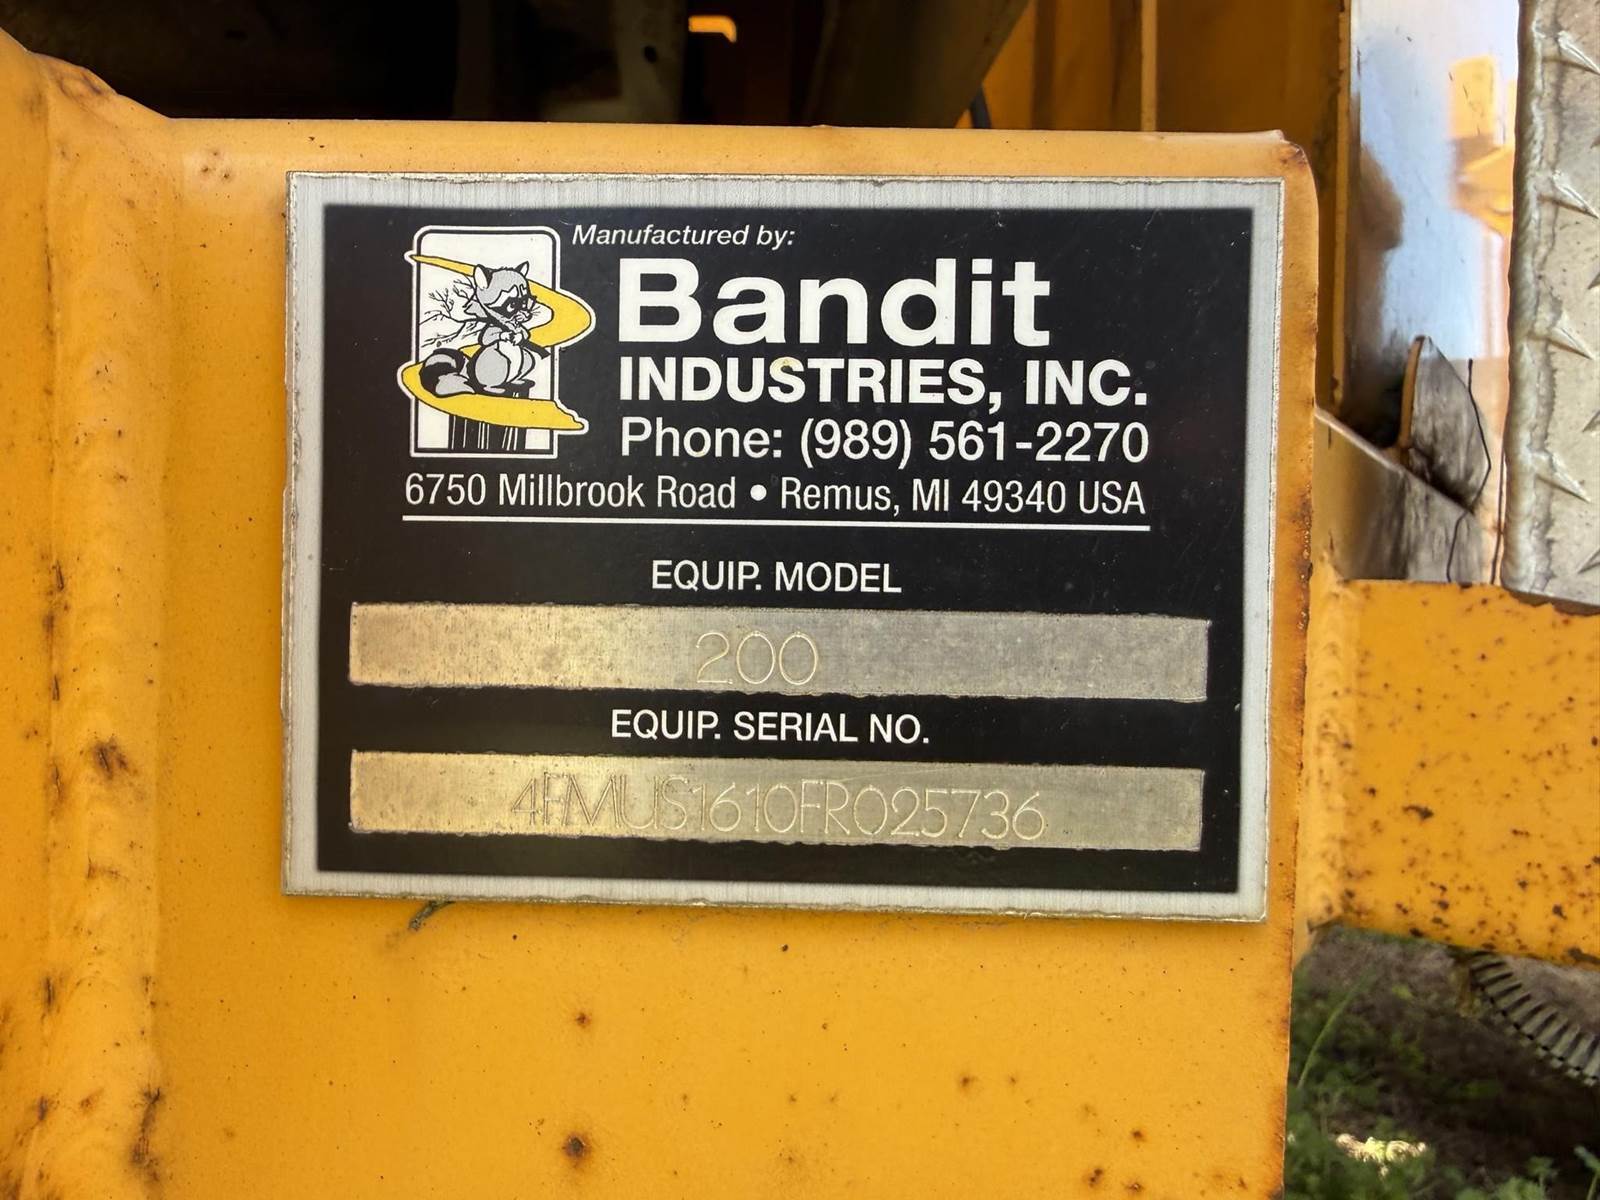 Manufactured by:
Bandit
INDUSTRIES, INC.
Phone: (989) 561-2270
6750 Millbrook Road • Remus, MI 49340 USA
EQUIP. MODEL
200
EQUIP. SERIAL NO.
4FMUS1610FR025736